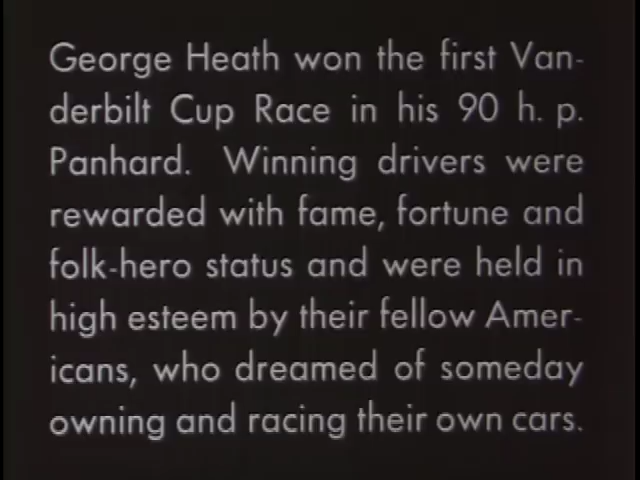 George Heath won the first Van-
derbilt Cup Race in his 90 h. p.
Panhard. Winning drivers were
rewarded with fame, fortune and
folk-hero status and were held in
high esteem by their fellow Amer-
icans, who dreamed of someday
owning and racing their own cars.